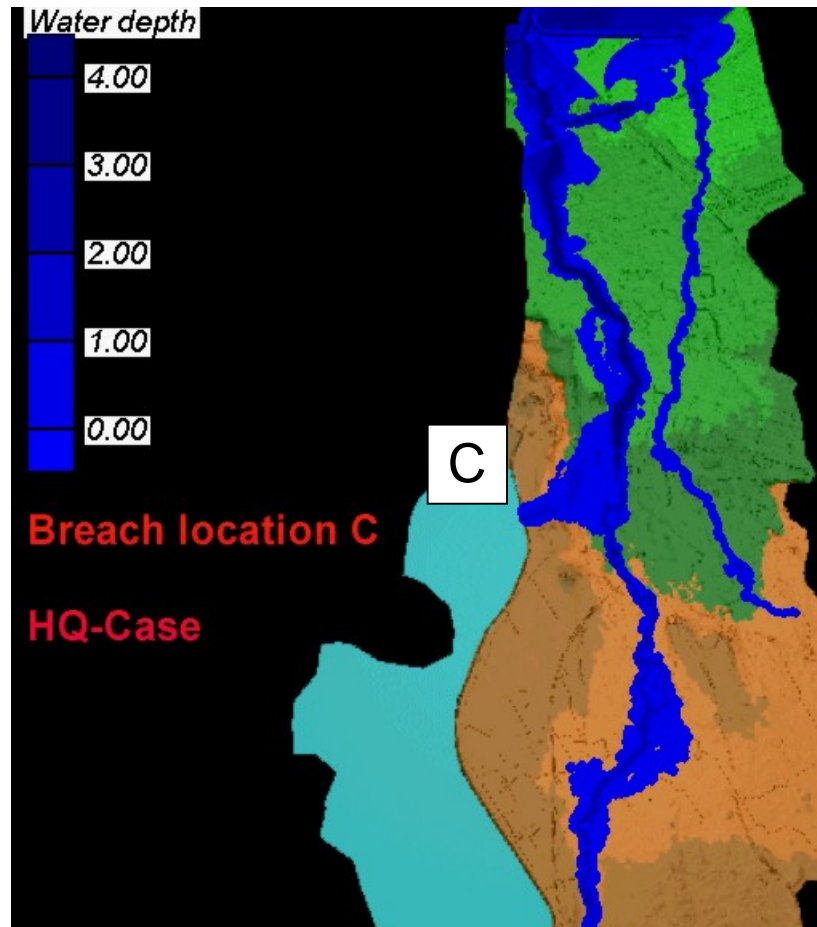 Water depth
4.00
3.00
2.00
1.00
0.00
C
Breach location C
HQ-Case